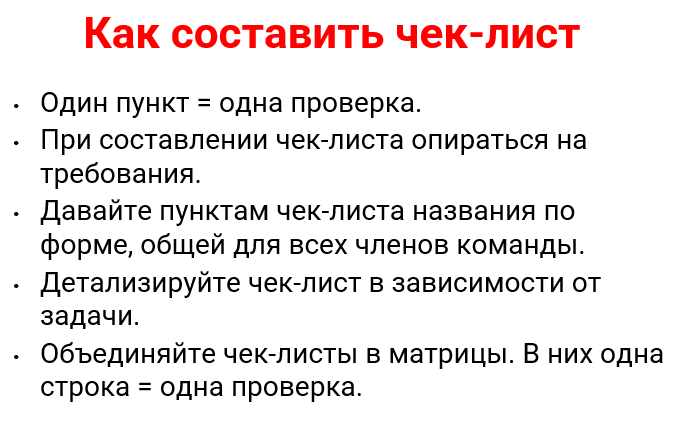 Как составить чек-лист
• Один пункт = одна проверка.
• При составлении чек-листа опираться на
требования.
• Давайте пунктам чек-листа названия по
форме, общей для всех членов команды.
• Детализируйте чек-лист в зависимости от
задачи.
• Объединяйте чек-листы в матрицы. В них одна
строка = одна проверка.